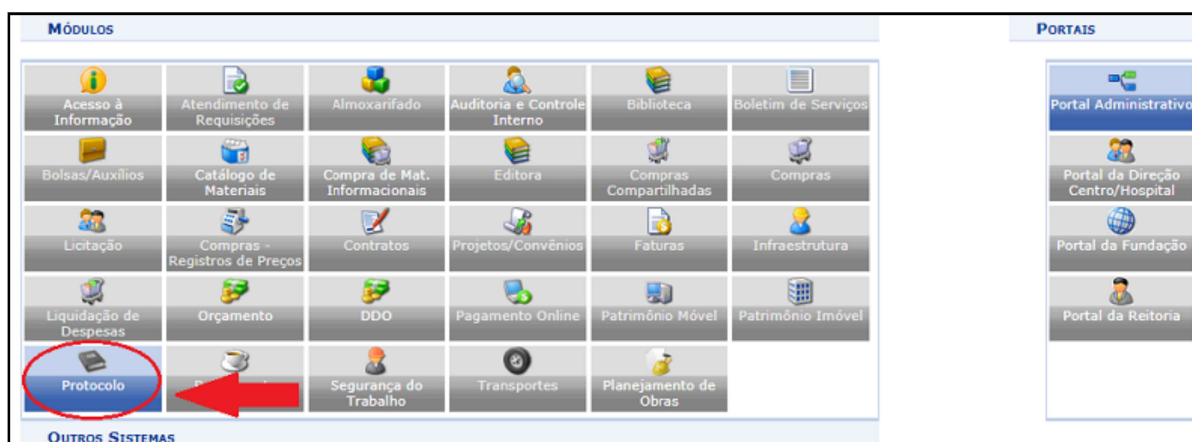 MÓDULOS
PORTAIS
Acesso à
Informação
Atendimento de
Requisições
Almoxarifado
Auditoria e Controle
Interno
Biblioteca
Boletim de Serviços
Portal Administrativo
Bolsas/Auxílios
Catálogo de
Materiais
Compra de Mat.
Informacionais
Editora
Compras
Compartilhadas
Compras
Portal da Direção
Centro/Hospital
Licitação
Compras -
Registros de Preços
Contratos
Projetos/Convênios
Faturas
Infraestrutura
Portal da Fundação
Liquidação de
Despesas
Orçamento
DDO
Pagamento Online
Patrimônio Móvel
Patrimônio Imóvel
Portal da Reitoria
Protocolo
Segurança do
Trabalho
Transportes
Planejamento de
Obras
OUTROS SISTEMAS